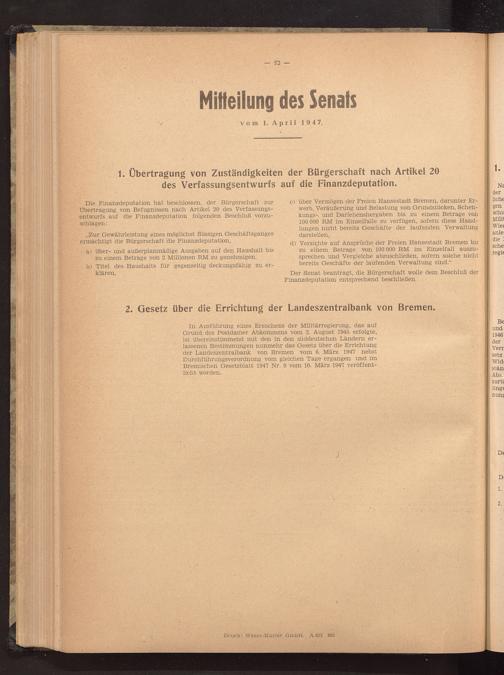 — 72 —
Mitteilung des Senats
vom 1. April 1947.
1. Übertragung von Zuständigkeiten der Bürgerschaft nach Artikel 20
des Verfassungsentwurfs auf die Finanzdeputation.
Die Finanzdeputation hat beschlossen, der Bürgerschaft zur
Übertragung von Befugnissen nach Artikel 20 des Verfassungs-
entwurfs auf die Finanzdeputation folgenden Beschluß vorzu-
schlagen:
„Zur Gewährleistung eines möglichst flüssigen Geschäftsganges
ermächtigt die Bürgerschaft die Finanzdeputation,
a) über- und außerplanmäßige Ausgaben auf den Haushalt bis
zu einem Betrage von 2 Millionen RM zu genehmigen.
b) Titel des Haushalts für gegenseitig deckungsfähig zu er-
klären,
c) über Vermögen der Freien Hansestadt Bremen, darunter Er-
werb, Veräußerung und Belastung von Grundstücken, Schen-
kungs- und Darlehenshergaben bis zu einem Betrage von
100 000 RM im Einzelfalle zu verfügen, sofern diese Hand-
lungen nicht bereits Geschäfte der laufenden Verwaltung
darstellen,
d) Verzichte auf Ansprüche der Freien Hansestadt Bremen bis
zu einem Betrage von 100 000 RM im Einzelfall auszu-
sprechen und Vergleiche abzuschließen, sofern solche nicht
bereits Geschäfte der laufenden Verwaltung sind."
Der Senat beantragt, die Bürgerschaft wolle dem Beschluß der
Finanzdeputation entsprechend beschließen.
2. Gesetz über die Errichtung der Landeszentralbank von Bremen.
In Ausführung eines Ersuchens der Militärregierung, das auf
Grund des Potsdamer Abkommens vom 2. August 1945 erfolgte,
ist übereinstimmend mit den in den süddeutschen Ländern er-
lassenen Bestimmungen nunmehr das Gesetz über die Errichtung
der Landeszentralbank von Bremen vom 6. März 1947 nebst
Durchführungsverordnung vom gleichen Tage ergangen und im
Bremischen Gesetzblatt 1947 Nr. 9 vom 10. März 1947 veröffent-
licht worden.
Druck: Weser-Kurier GmbH.